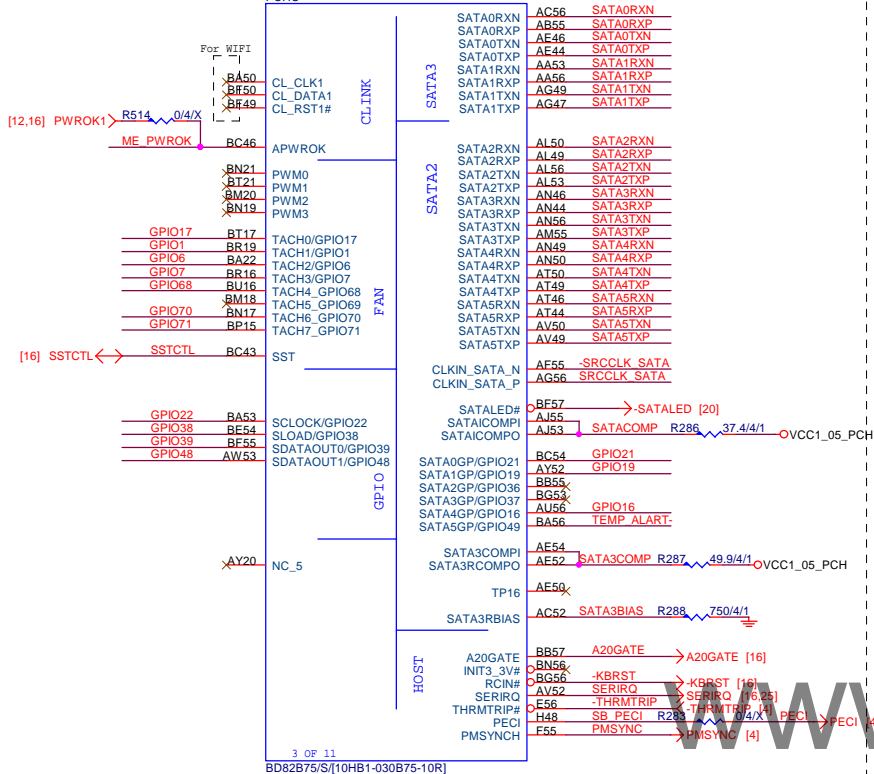 AC56 SATA0RXN
SATA0RXN
AB55 SATA0RXP
SATA0RXP
AE46 SATA0TXN
SATA0TXN
AE44 SATA0TXP
SATA0TXP
AA53 SATA1RXN
SATA1RXN
AA56 SATA1RXP
SATA1RXP
AG49 SATA1TXN
SATA1TXN
AG47 SATA1TXP
SATA1TXP
For WIFI
BA50 CL_CLK1
BF50 CL_DATA1
BF49 CL_RST1#
CLINK
SATA3
[12,16] PWROK1 R514 0/4/X
ME_PWROK BC46 APWROK
BN21 PWM0
BT21 PWM1
BM20 PWM2
BN19 PWM3
GPIO17 BT17 TACH0/GPIO17
GPIO1 BR19 TACH1/GPIO1
GPIO6 BA22 TACH2/GPIO6
GPIO7 BR16 TACH3/GPIO7
GPIO68 BU16 TACH4_GPIO68
BM18 TACH5_GPIO69
GPIO70 BN17 TACH6_GPIO70
GPIO71 BP15 TACH7_GPIO71
FAN
[16] SSTCTL SSTCTL BC43 SST
SATA2
SATA2RXN AL50 SATA2RXN
SATA2RXP AL49 SATA2RXP
SATA2TXN AL56 SATA2TXN
SATA2TXP AL53 SATA2TXP
SATA3RXN AN46 SATA3RXN
SATA3RXP AN44 SATA3RXP
SATA3TXN AN56 SATA3TXN
SATA3TXP AM55 SATA3TXP
SATA4RXN AN49 SATA4RXN
SATA4RXP AN50 SATA4RXP
SATA4TXN AT50 SATA4TXN
SATA4TXP AT49 SATA4TXP
SATA5RXN AT46 SATA5RXN
SATA5RXP AT44 SATA5RXP
SATA5TXN AV50 SATA5TXN
SATA5TXP AV49 SATA5TXP
CLKIN_SATA_N AF55 -SRCCLK_SATA
CLKIN_SATA_P AG56 SRCCLK_SATA
GPIO22 BA53 SCLOCK/GPIO22
GPIO38 BE54 SLOAD/GPIO38
GPIO39 BF55 SDATAOUT0/GPIO39
GPIO48 AW53 SDATAOUT1/GPIO48
GPIO
AY20 NC_5
SATALED# BF57 -SATALED [20]
SATAICOMPI AJ55
SATAICOMPO AJ53 SATACOMP R286 37.4/4/1 VCC1_05_PCH
SATA0GP/GPIO21 BC54 GPIO21
SATA1GP/GPIO19 AY52 GPIO19
SATA2GP/GPIO36 BB55
SATA3GP/GPIO37 BG53
SATA4GP/GPIO16 AU56 GPIO16
SATA5GP/GPIO49 BA56 TEMP_ALART-
SATA3COMPI AE54
SATA3RCOMPO AE52 SATA3COMP R287 49.9/4/1 VCC1_05_PCH
TP16 AE50
SATA3RBIAS AC52 SATA3BIAS R288 750/4/1
HOST
A20GATE BB57 A20GATE A20GATE [16]
INIT3_3V# BN56
RCIN# BG56 -KBRST -KBRST [16]
SERIRQ AV52 SERIRQ SERIRQ [16,25]
THRMTRIP# E56 -THRMTRIP -THRMTRIP [4]
PECI H48 SB_PECI R283 0/4/X PECI PECI
PMSYNCH F55 PMSYNC PMSYNC [4]
3 OF 11
BD82B75/S/[10HB1-030B75-10R]